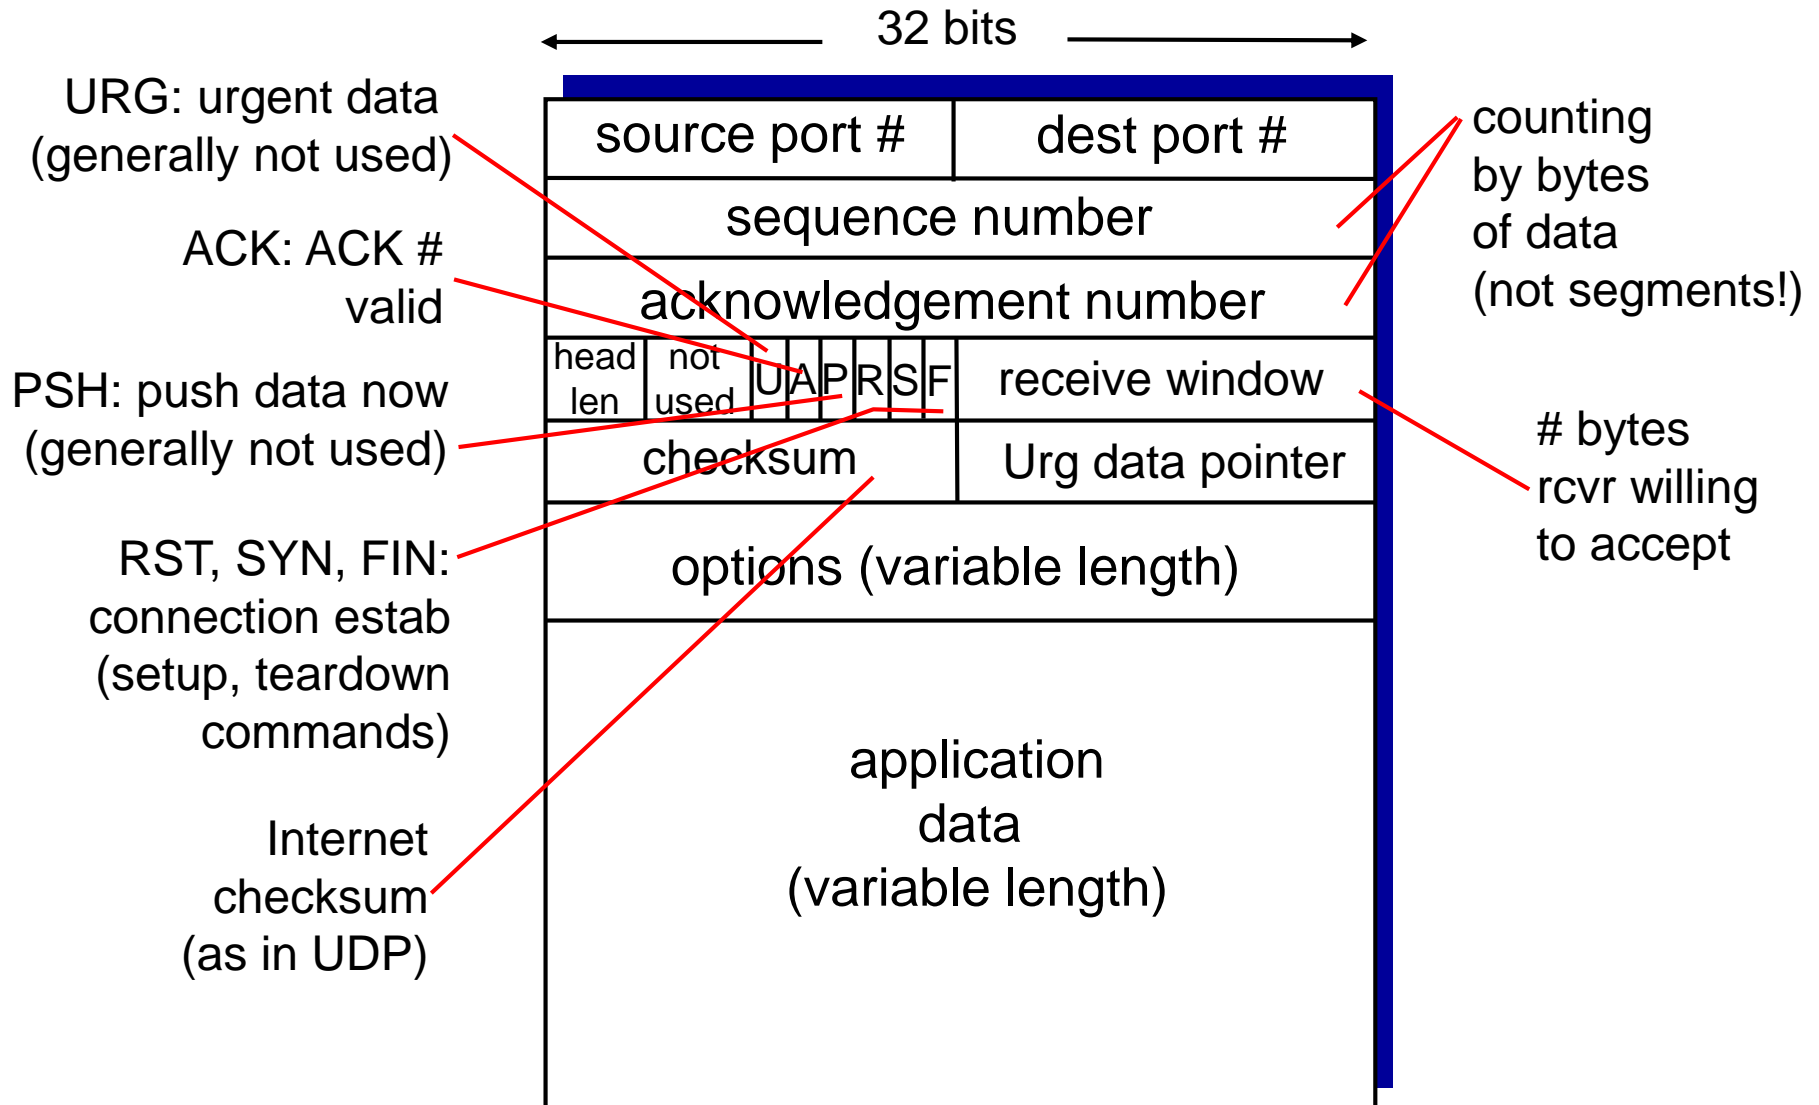 32 bits
URG: urgent data
(generally not used)
ACK: ACK #
valid
PSH: push data now
(generally not used)
RST, SYN, FIN:
connection estab
(setup, teardown
commands)
Internet
checksum
(as in UDP)
source port #
dest port #
sequence number
acknowledgement number
head
len
not
used
U
A
P
R
S
F
receive window
checksum
Urg data pointer
options (variable length)
application
data
(variable length)
counting
by bytes
of data
(not segments!)
# bytes
rcvr willing
to accept